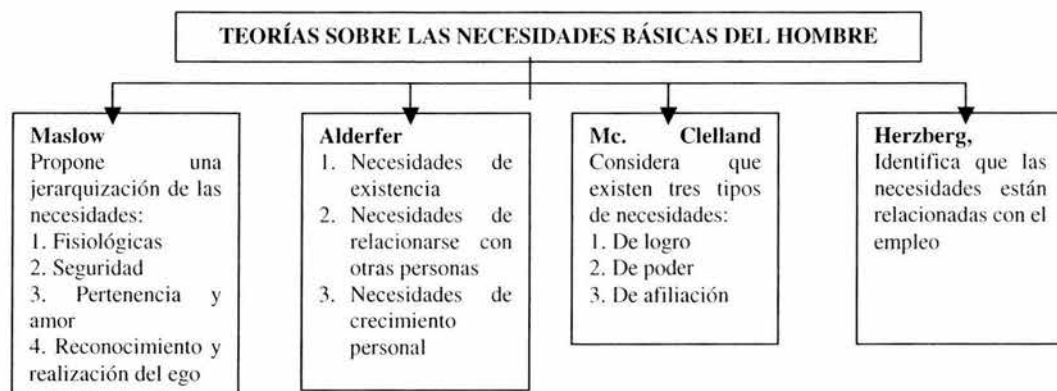 TEORÍAS SOBRE LAS NECESIDADES BÁSICAS DEL HOMBRE
Maslow
Propone una
jerarquización de las
necesidades:
1. Fisiológicas
2. Seguridad
3. Pertenencia y
amor
4. Reconocimiento y
realización del ego
Alderfer
1. Necesidades de
existencia
2. Necesidades de
relacionarse con
otras personas
3. Necesidades de
crecimiento
personal
Mc. Clelland
Considera que
existen tres tipos
de necesidades:
1. De logro
2. De poder
3. De afiliación
Herzberg,
Identifica que las
necesidades están
relacionadas con el
empleo